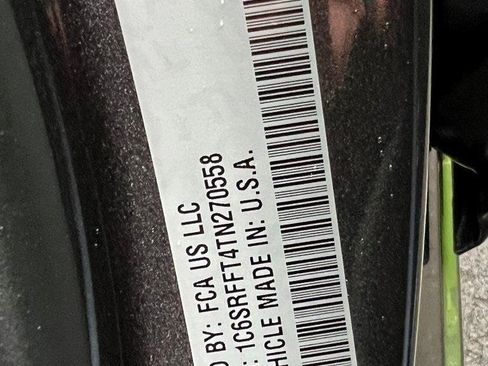 D BY: FCA US LLC
: 1C6SRFFT4TN270558
HICLE MADE IN: U.S.A.